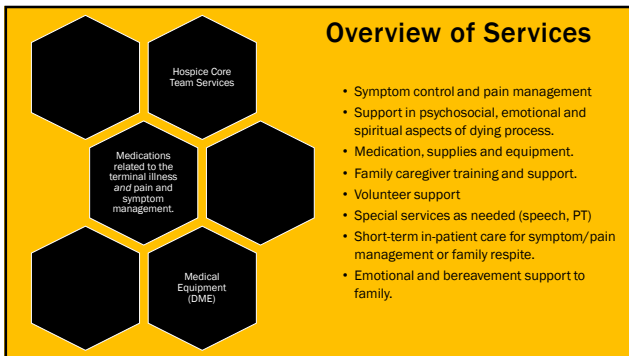 Overview of Services
Hospice Core
Team Services
Medications
related to the
terminal illness
and pain and
symptom
management.
Medical
Equipment
(DME)
• Symptom control and pain management
• Support in psychosocial, emotional and
spiritual aspects of dying process.
• Medication, supplies and equipment.
• Family caregiver training and support.
• Volunteer support
• Special services as needed (speech, PT)
• Short-term in-patient care for symptom/pain
management or family respite.
• Emotional and bereavement support to
family.